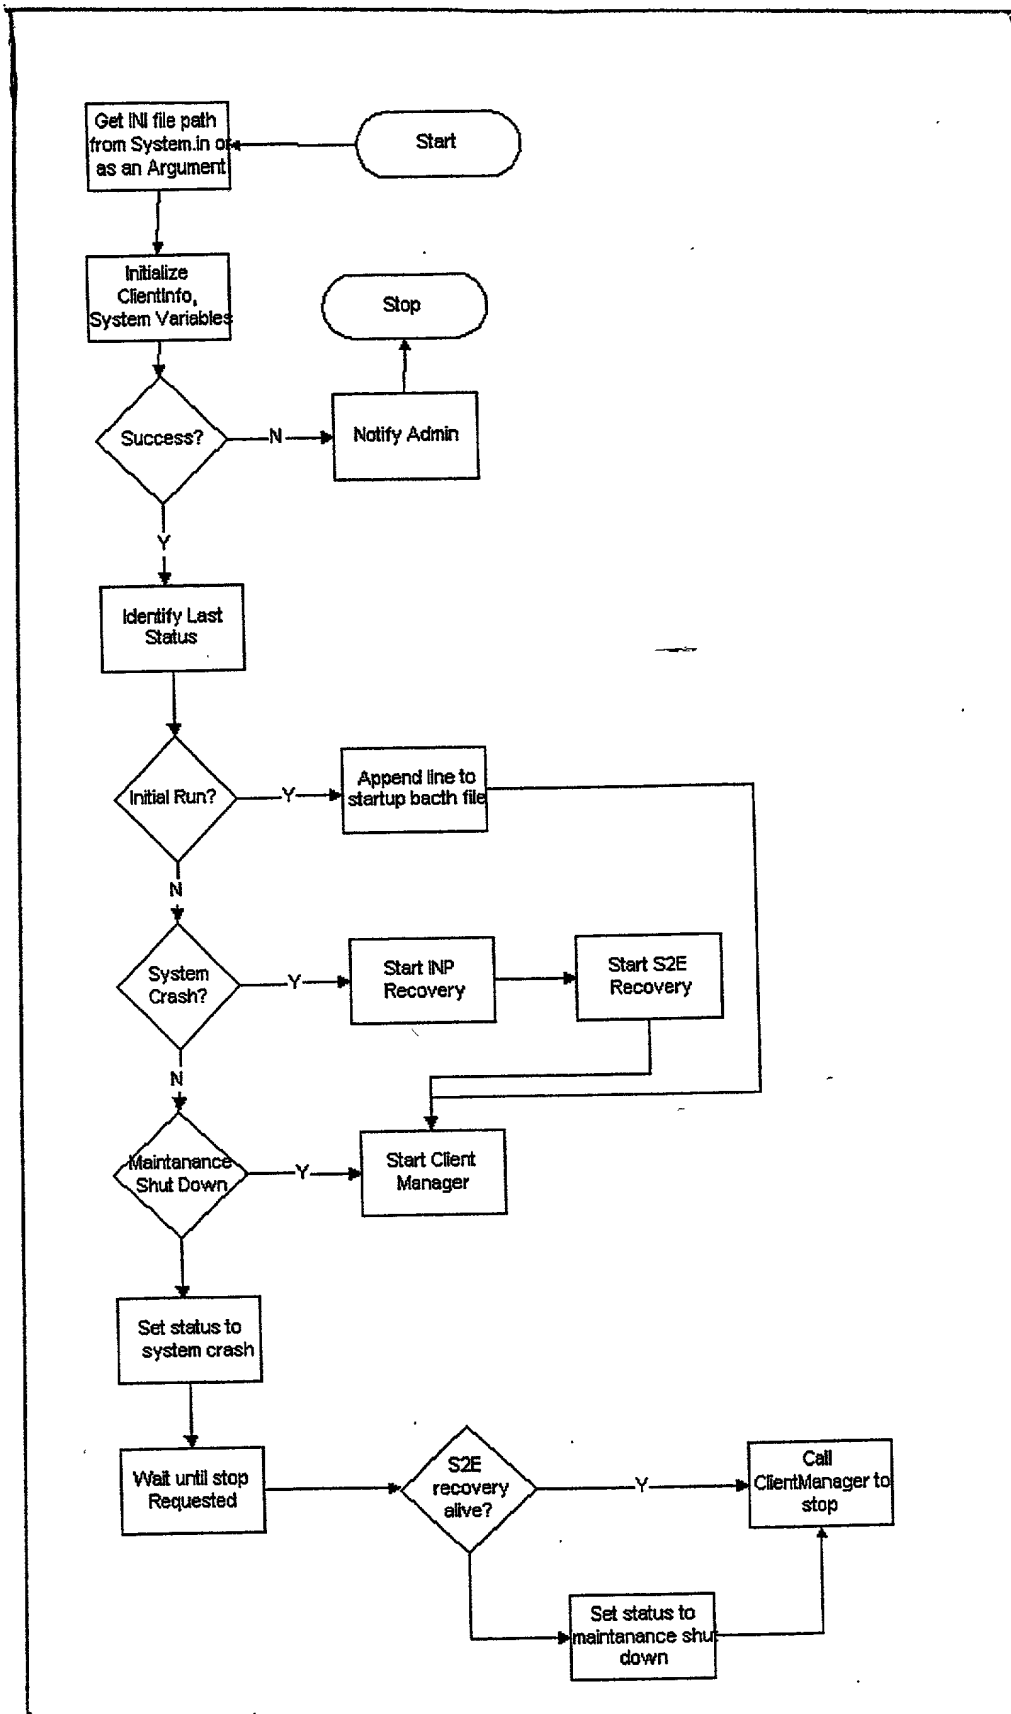 Start
Get INI file path
from System.in or
as an Argument
Initialize
ClientInfo,
System Variables
Stop
Success?
N
Notify Admin
Y
Identify Last
Status
Initial Run?
Y
Append line to
startup bacth file
N
System
Crash?
Y
Start INP
Recovery
Start S2E
Recovery
N
Maintanance
Shut Down
Y
Start Client
Manager
Set status to
system crash
Wait until stop
Requested
S2E
recovery
alive?
Y
Call
ClientManager to
stop
Set status to
maintanance shut
down